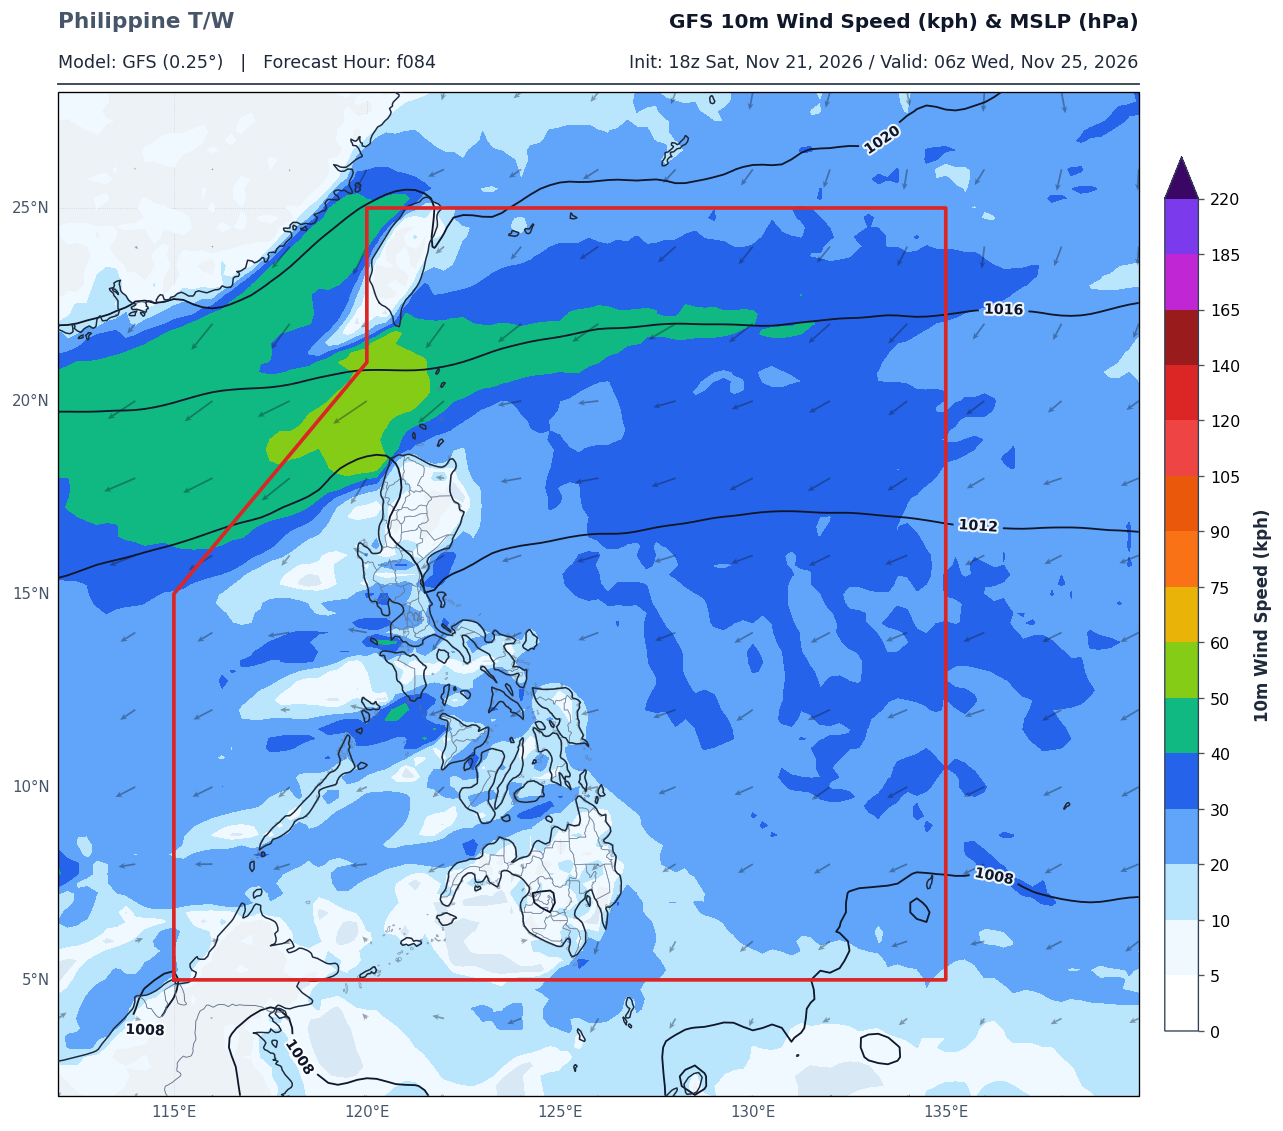 Philippine T/W
GFS 10m Wind Speed (kph) & MSLP (hPa)
Model: GFS (0.25°)   |   Forecast Hour: f084
Init: 18z Sat, Nov 21, 2026 / Valid: 06z Wed, Nov 25, 2026
1020
1016
1012
1008
1008
1008
25°N
20°N
15°N
10°N
5°N
115°E
120°E
125°E
130°E
135°E
220
185
165
140
120
105
90
75
60
50
40
30
20
10
5
0
10m Wind Speed (kph)